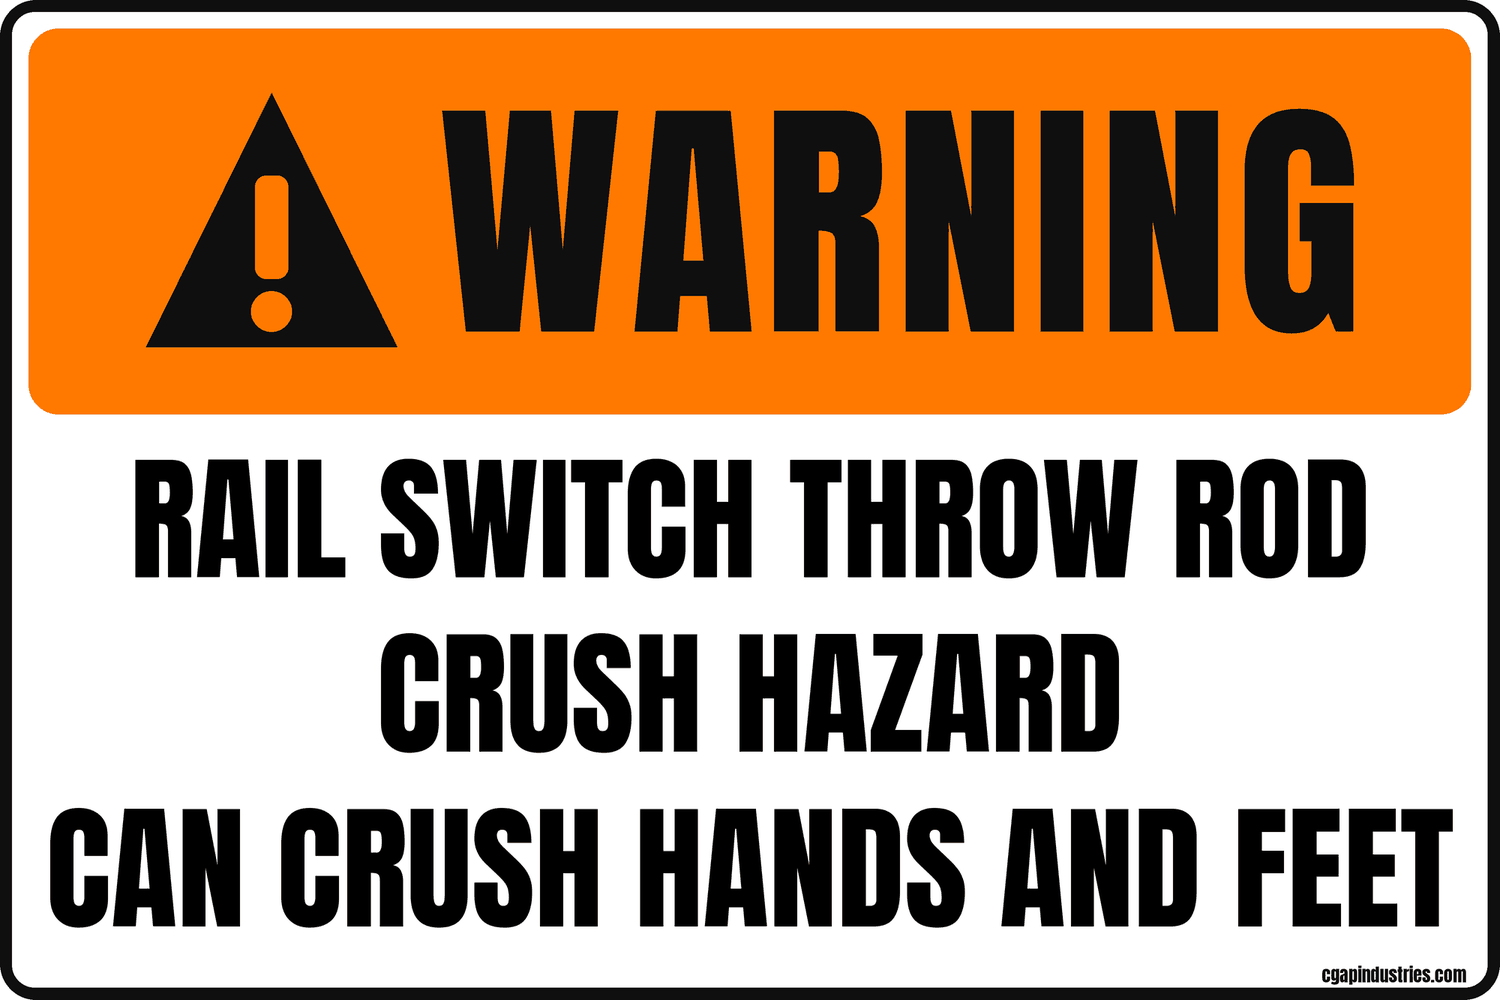 WARNING
RAIL SWITCH THROW ROD
CRUSH HAZARD
CAN CRUSH HANDS AND FEET
cgapindustries.com